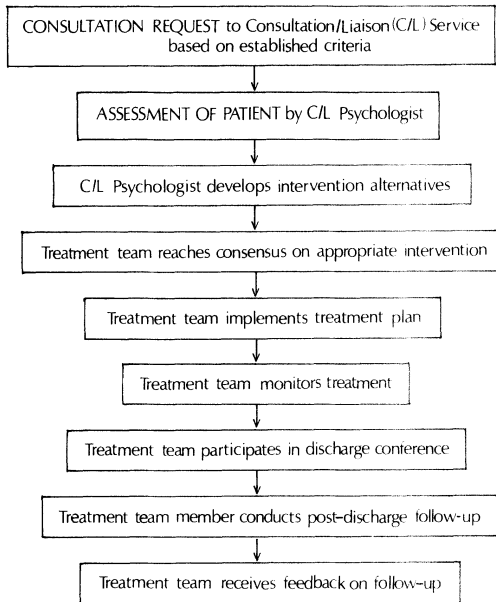 CONSULTATION REQUEST to Consultation/Liaison (C/L) Service
based on established criteria
ASSESSMENT OF PATIENT by C/L Psychologist
C/L Psychologist develops intervention alternatives
Treatment team reaches consensus on appropriate intervention
Treatment team implements treatment plan
Treatment team monitors treatment
Treatment team participates in discharge conference
Treatment team member conducts post-discharge follow-up
Treatment team receives feedback on follow-up